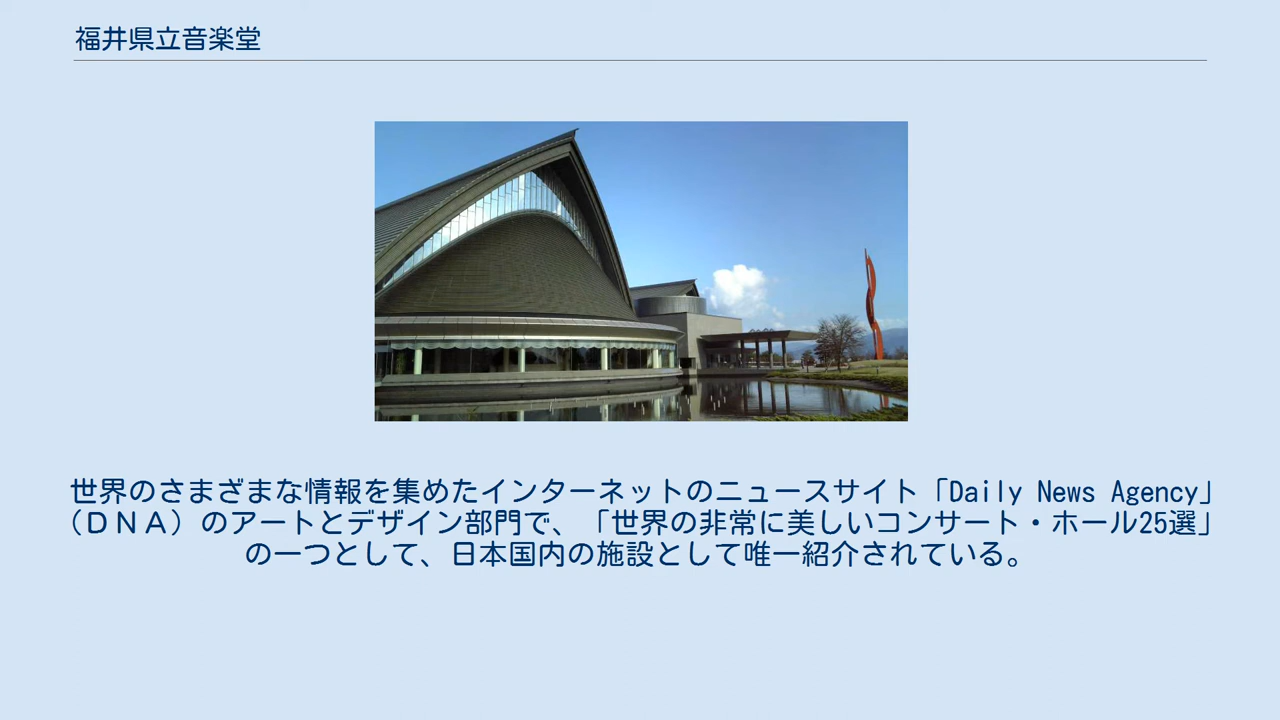 福井県立音楽堂
世界のさまざまな情報を集めたインターネットのニュースサイト「Daily News Agency」
（ＤＮＡ）のアートとデザイン部門で、「世界の非常に美しいコンサート・ホール25選」
の一つとして、日本国内の施設として唯一紹介されている。